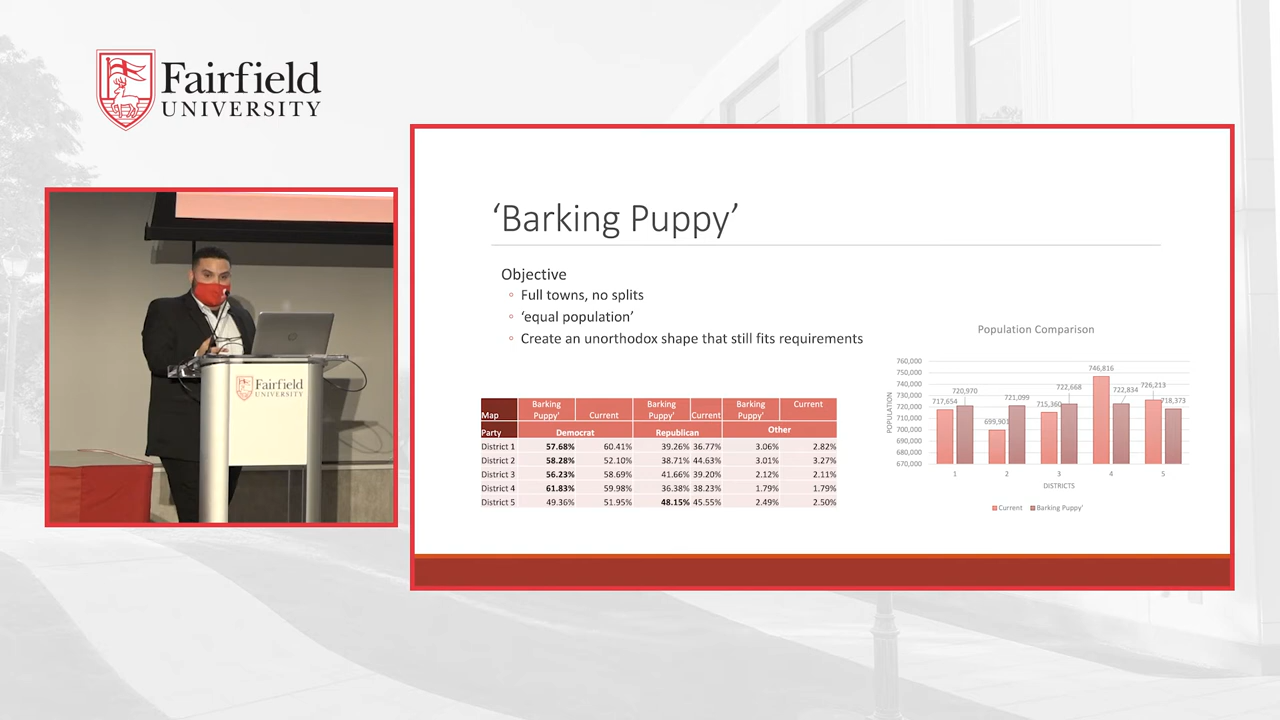 Fairfield
UNIVERSITY
Fairfield
UNIVERSITY
‘Barking Puppy’
Objective
◦ Full towns, no splits
◦ ‘equal population’
◦ Create an unorthodox shape that still fits requirements
Map Barking Puppy' Current Barking Puppy' Current Barking Puppy' Current
Party Democrat Republican Other
District 1 57.68% 60.41% 39.26% 36.77% 3.06% 2.82%
District 2 58.28% 52.10% 38.71% 44.63% 3.01% 3.27%
District 3 56.23% 58.69% 41.66% 39.20% 2.12% 2.11%
District 4 61.83% 59.98% 36.38% 38.23% 1.79% 1.79%
District 5 49.36% 51.95% 48.15% 45.55% 2.49% 2.50%
Population Comparison
POPULATION
760,000
750,000
740,000
730,000
720,000
710,000
700,000
690,000
680,000
670,000
717,654 720,970 699,901 721,099 715,360 722,668 746,816 722,834 726,213 718,373
1 2 3 4 5
DISTRICTS
Current Barking Puppy'